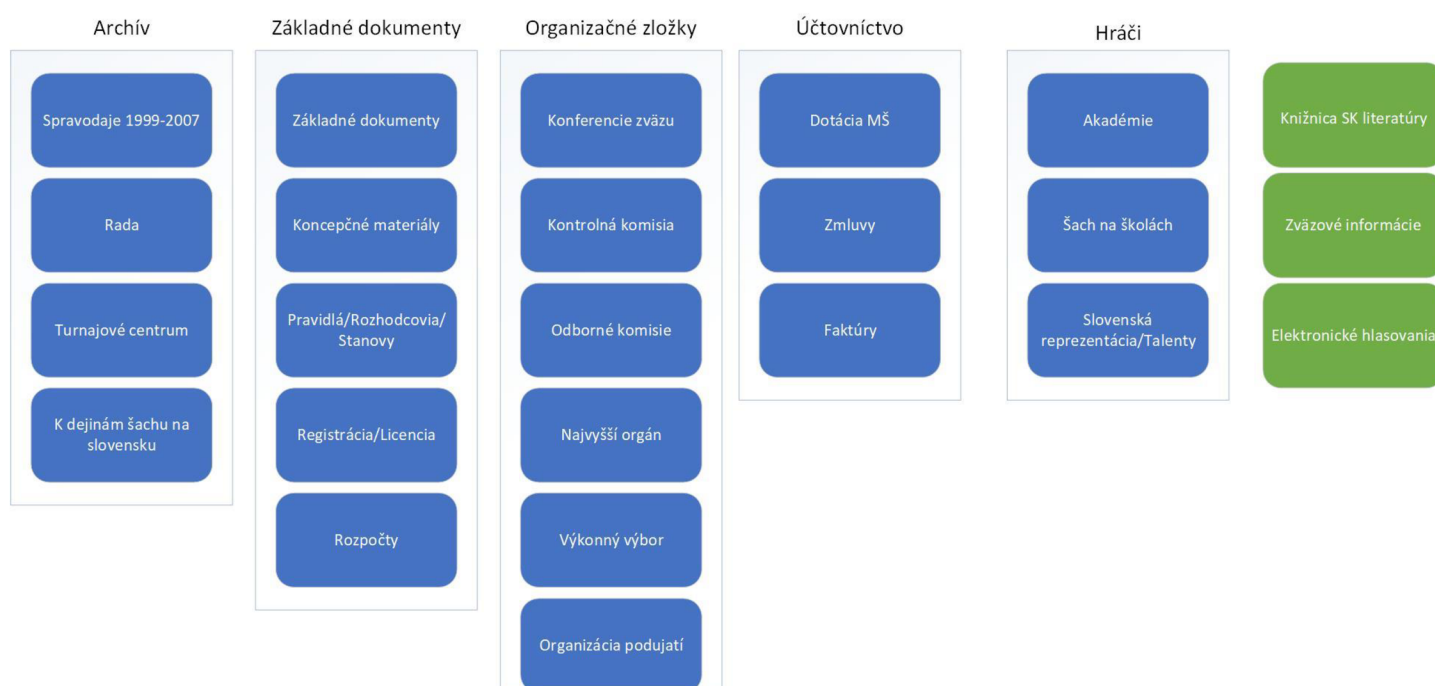 Archív
Spravodaje 1999-2007
Rada
Turnajové centrum
K dejinám šachu na
slovensku
Základné dokumenty
Základné dokumenty
Koncepčné materiály
Pravidlá/Rozhodcovia/
Stanovy
Registrácia/Licencia
Rozpočty
Organizačné zložky
Konferencie zväzu
Kontrolná komisia
Odborné komisie
Najvyšší orgán
Výkonný výbor
Organizácia podujatí
Účtovníctvo
Dotácia MŠ
Zmluvy
Faktúry
Hráči
Akadémie
Šach na školách
Slovenská
reprezentácia/Talenty
Knižnica SK literatúry
Zväzové informácie
Elektronické hlasovania